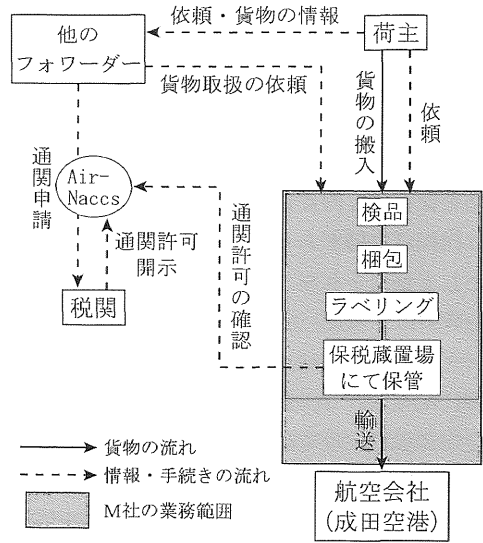 依頼・貨物の情報
他の
フォワーダー
荷主
貨物取扱の依頼
貨物の搬入
依頼
通関申請
Air-
Naccs
通関許可
開示
税関
通関許可の確認
検品
梱包
ラベリング
保税蔵置場
にて保管
輸送
航空会社
(成田空港)
貨物の流れ
情報・手続きの流れ
M社の業務範囲